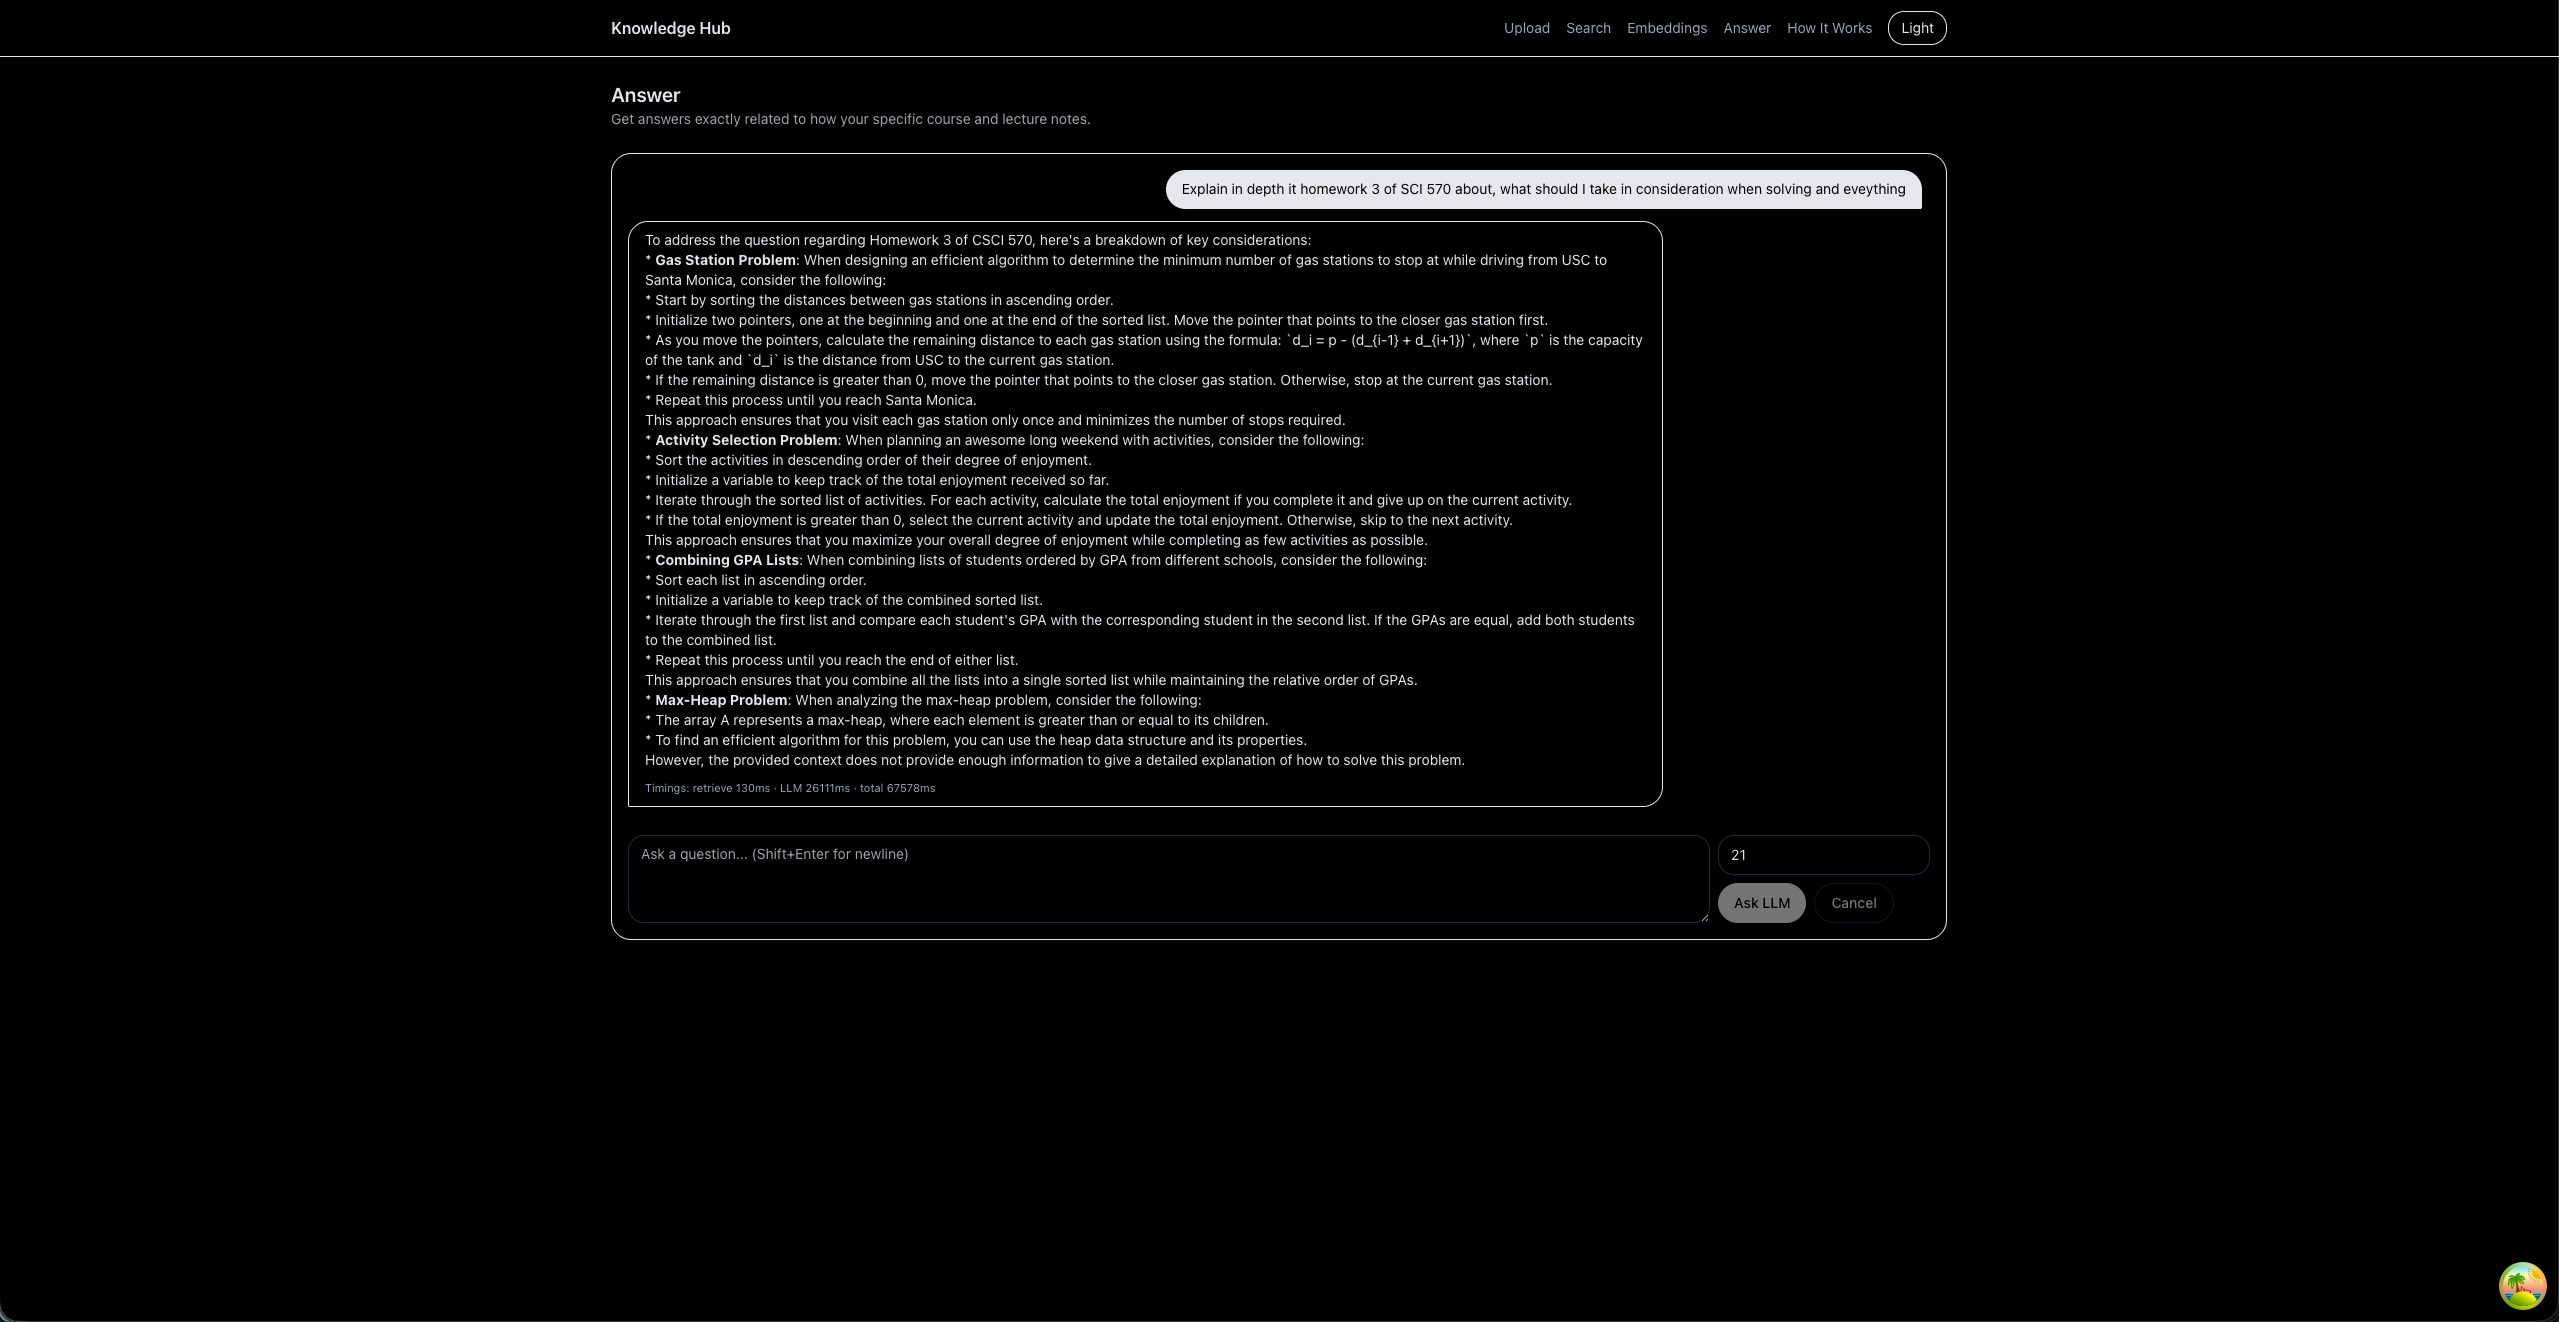 Knowledge Hub
Upload Search Embeddings Answer How It Works Light
Answer
Get answers exactly related to how your specific course and lecture notes.
Explain in depth it homework 3 of SCI 570 about, what should I take in consideration when solving and eveything
To address the question regarding Homework 3 of CSCI 570, here's a breakdown of key considerations:
* Gas Station Problem: When designing an efficient algorithm to determine the minimum number of gas stations to stop at while driving from USC to
Santa Monica, consider the following:
* Start by sorting the distances between gas stations in ascending order.
* Initialize two pointers, one at the beginning and one at the end of the sorted list. Move the pointer that points to the closer gas station first.
* As you move the pointers, calculate the remaining distance to each gas station using the formula: `d_i = p - (d_{i-1} + d_{i+1})`, where `p` is the capacity
of the tank and `d_i` is the distance from USC to the current gas station.
* If the remaining distance is greater than 0, move the pointer that points to the closer gas station. Otherwise, stop at the current gas station.
* Repeat this process until you reach Santa Monica.
This approach ensures that you visit each gas station only once and minimizes the number of stops required.
* Activity Selection Problem: When planning an awesome long weekend with activities, consider the following:
* Sort the activities in descending order of their degree of enjoyment.
* Initialize a variable to keep track of the total enjoyment received so far.
* Iterate through the sorted list of activities. For each activity, calculate the total enjoyment if you complete it and give up on the current activity.
* If the total enjoyment is greater than 0, select the current activity and update the total enjoyment. Otherwise, skip to the next activity.
This approach ensures that you maximize your overall degree of enjoyment while completing as few activities as possible.
* Combining GPA Lists: When combining lists of students ordered by GPA from different schools, consider the following:
* Sort each list in ascending order.
* Initialize a variable to keep track of the combined sorted list.
* Iterate through the first list and compare each student's GPA with the corresponding student in the second list. If the GPAs are equal, add both students
to the combined list.
* Repeat this process until you reach the end of either list.
This approach ensures that you combine all the lists into a single sorted list while maintaining the relative order of GPAs.
* Max-Heap Problem: When analyzing the max-heap problem, consider the following:
* The array A represents a max-heap, where each element is greater than or equal to its children.
* To find an efficient algorithm for this problem, you can use the heap data structure and its properties.
However, the provided context does not provide enough information to give a detailed explanation of how to solve this problem.
Timings: retrieve 130ms · LLM 26111ms · total 67578ms
Ask a question... (Shift+Enter for newline)
21
Ask LLM Cancel